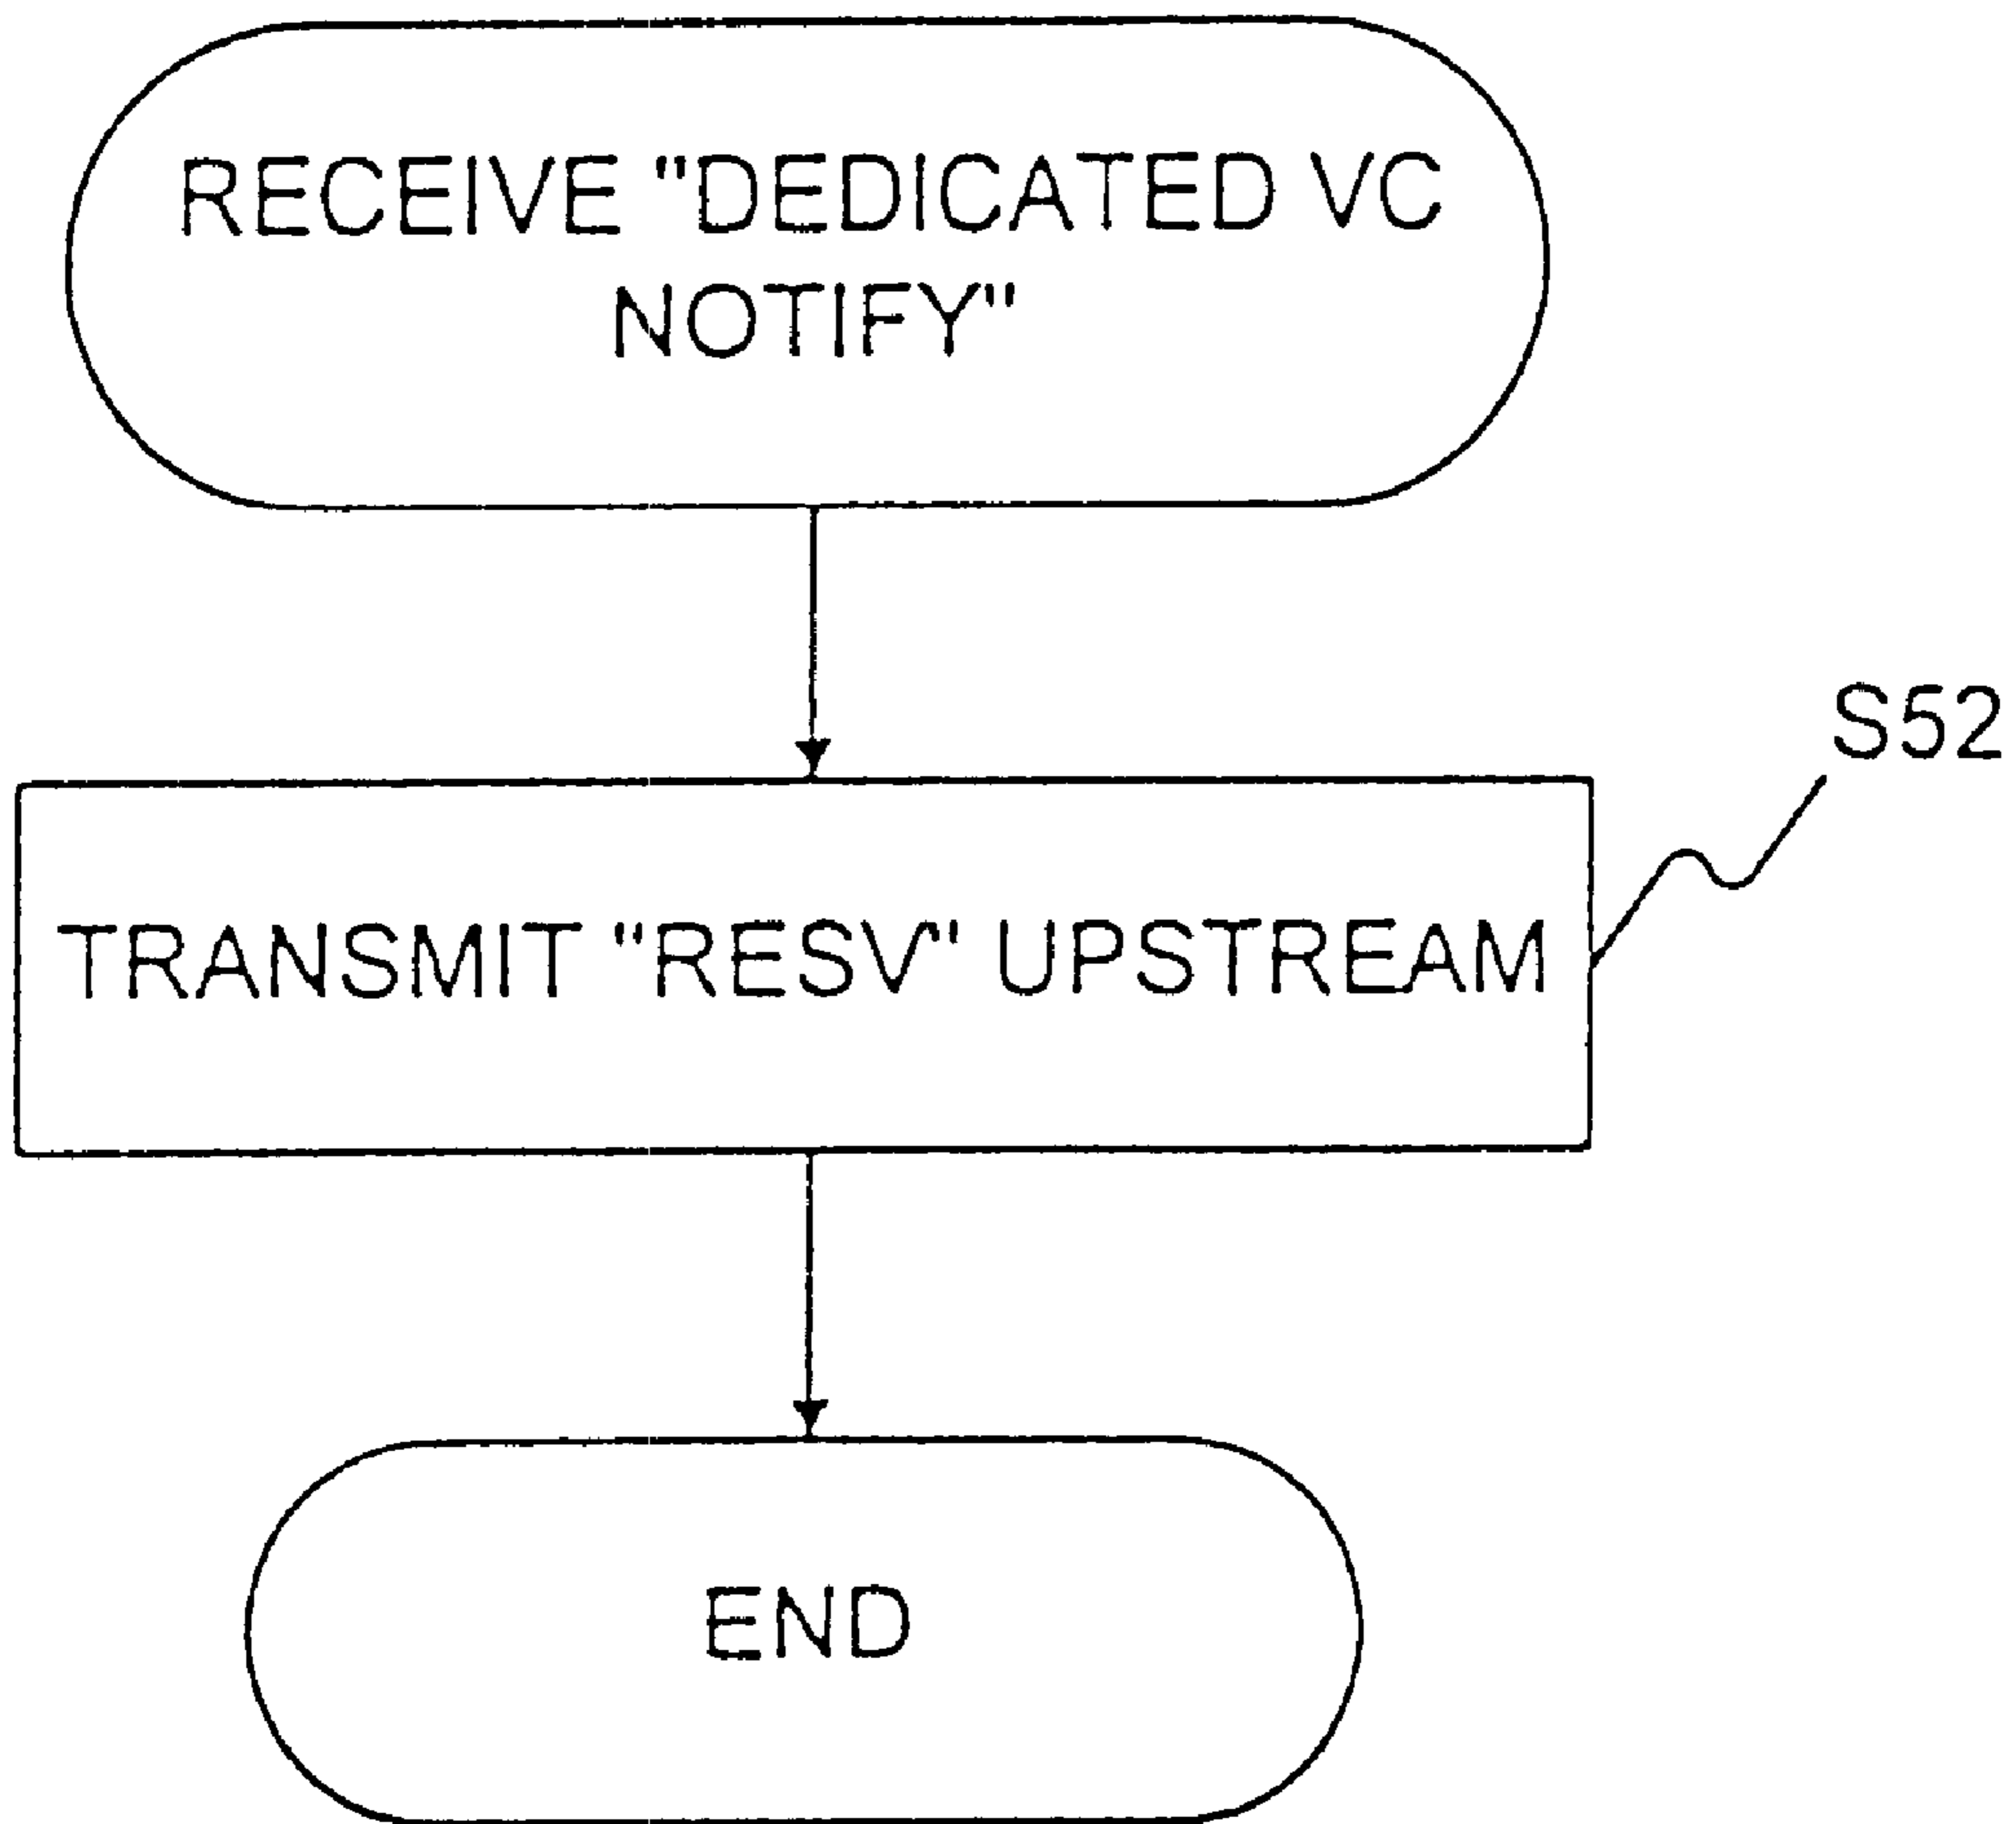 RECEIVE "DEDICATED VC
NOTIFY"
S52
TRANSMIT "RESV" UPSTREAM
END